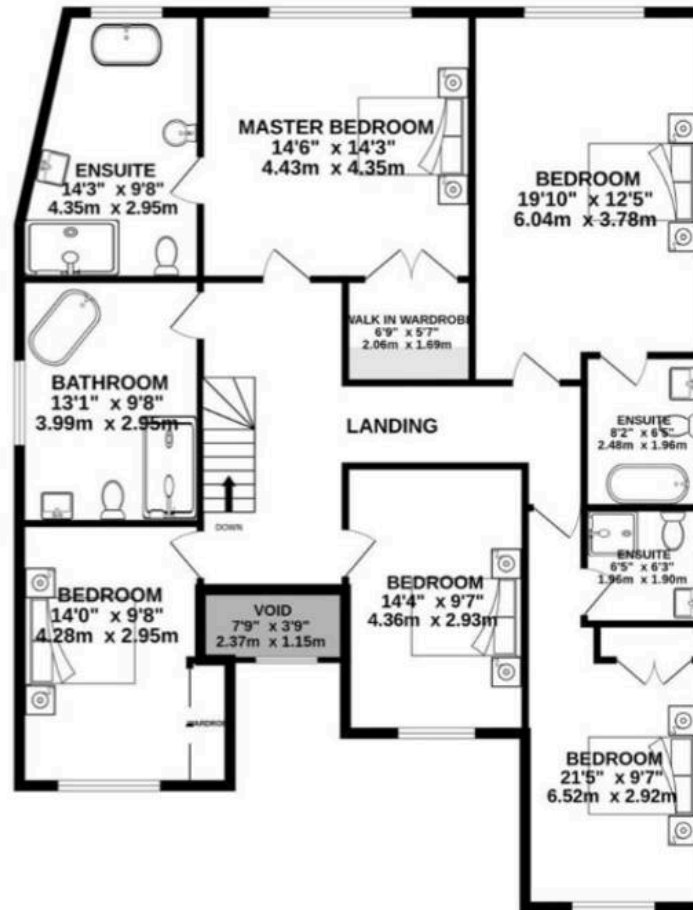 MASTER BEDROOM
14'6" x 14'3"
4.43m x 4.35m
ENSUITE
14'3" x 9'8"
4.35m x 2.95m
BEDROOM
19'10" x 12'5"
6.04m x 3.78m
WALK IN WARDROBE
6'9" x 5'7"
2.06m x 1.69m
BATHROOM
13'1" x 9'8"
3.99m x 2.95m
LANDING
ENSUITE
8'2" x 6'5"
2.48m x 1.96m
DOWN
ENSUITE
6'5" x 6'3"
1.96m x 1.90m
BEDROOM
14'0" x 9'8"
4.28m x 2.95m
VOID
7'9" x 3'9"
2.37m x 1.15m
BEDROOM
14'4" x 9'7"
4.36m x 2.93m
BEDROOM
21'5" x 9'7"
6.52m x 2.92m